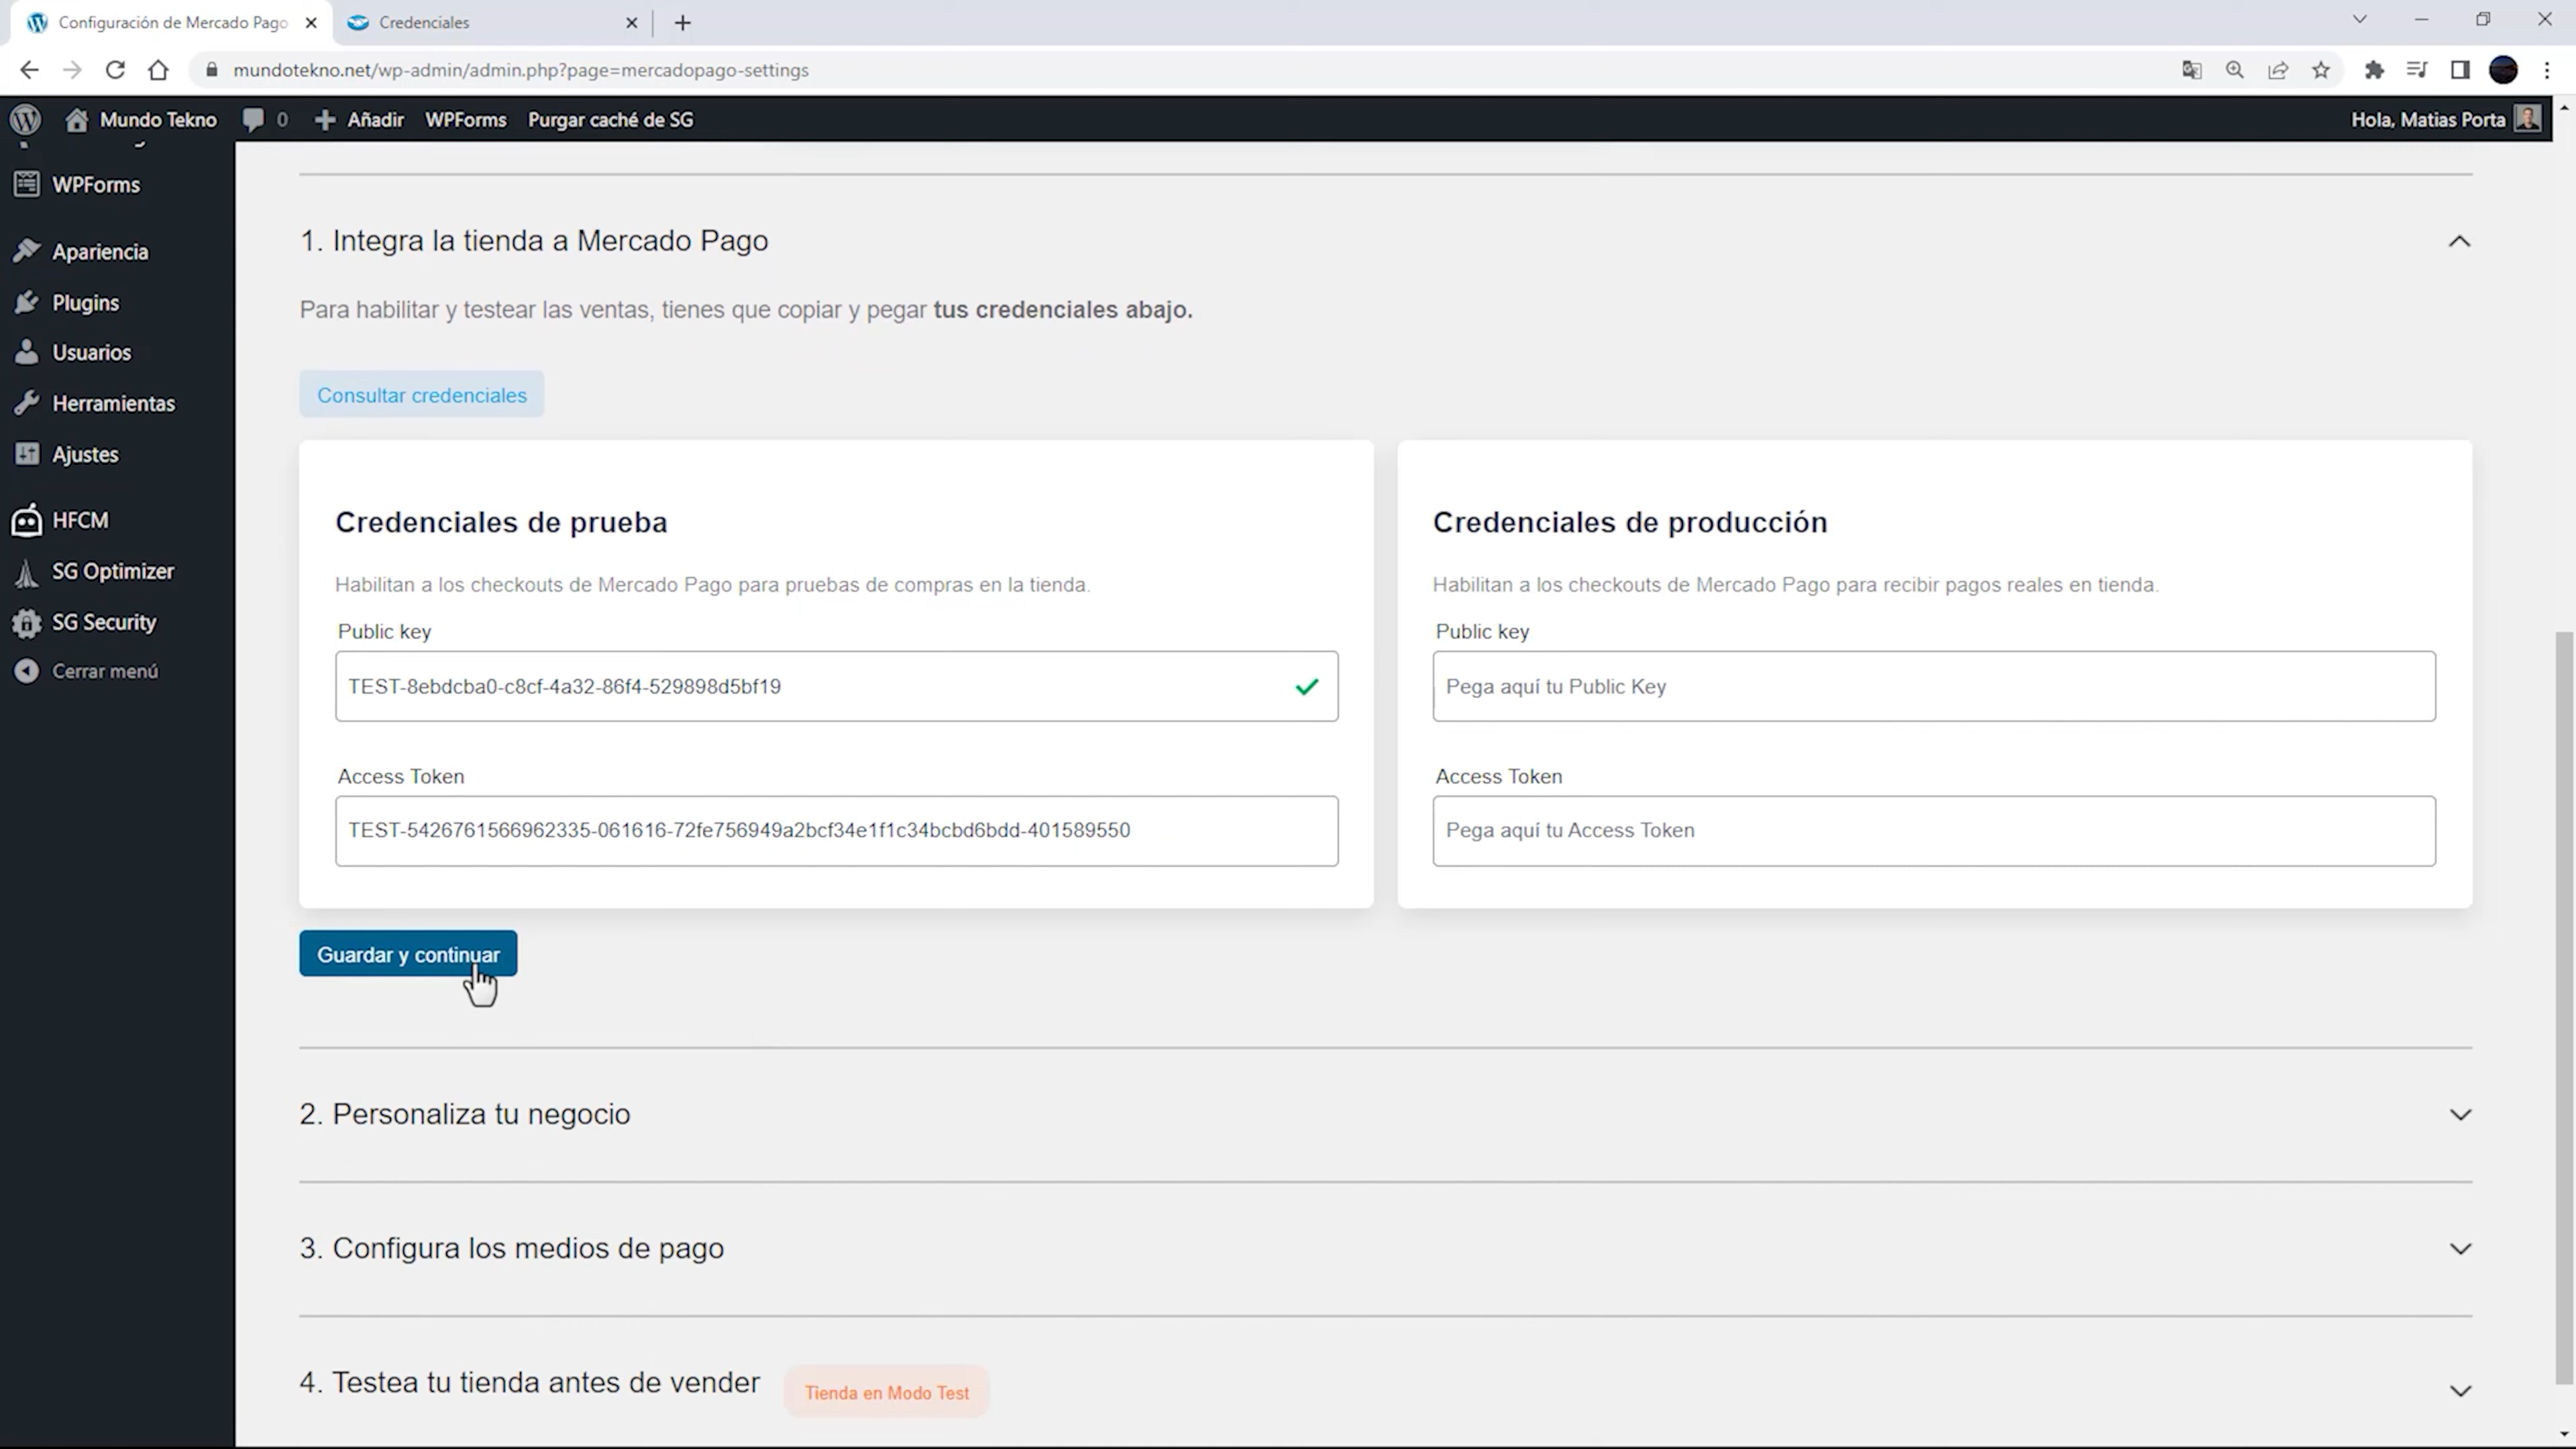 Configuración de Mercado Pago
Credenciales
mundotekno.net/wp-admin/admin.php?page=mercadopago-settings
Mundo Tekno
0
Añadir
WPForms
Purgar caché de SG
Hola, Matias Porta
WPForms
Apariencia
Plugins
Usuarios
Herramientas
Ajustes
HFCM
SG Optimizer
SG Security
Cerrar menú
1. Integra la tienda a Mercado Pago
Para habilitar y testear las ventas, tienes que copiar y pegar tus credenciales abajo.
Consultar credenciales
Credenciales de prueba
Habilitan a los checkouts de Mercado Pago para pruebas de compras en la tienda.
Public key
TEST-8ebdcba0-c8cf-4a32-86f4-529898d5bf19
Access Token
TEST-5426761566962335-061616-72fe756949a2bcf34e1f1c34bcbd6bdd-401589550
Credenciales de producción
Habilitan a los checkouts de Mercado Pago para recibir pagos reales en tienda.
Public key
Pega aquí tu Public Key
Access Token
Pega aquí tu Access Token
Guardar y continuar
2. Personaliza tu negocio
3. Configura los medios de pago
4. Testea tu tienda antes de vender
Tienda en Modo Test